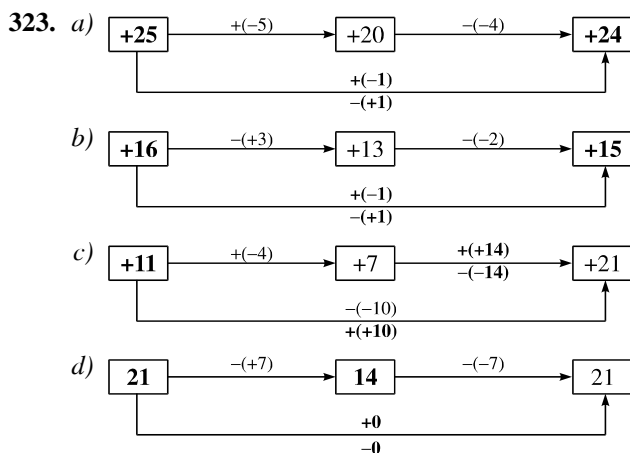 323. a) +25 +(−5) +20 −(−4) +24
+(−1)
−(+1)
b) +16 −(+3) +13 −(−2) +15
+(−1)
−(+1)
c) +11 +(−4) +7 +(+14) −(−14) +21
−(−10)
+(+10)
d) 21 −(+7) 14 −(−7) 21
+0
−0